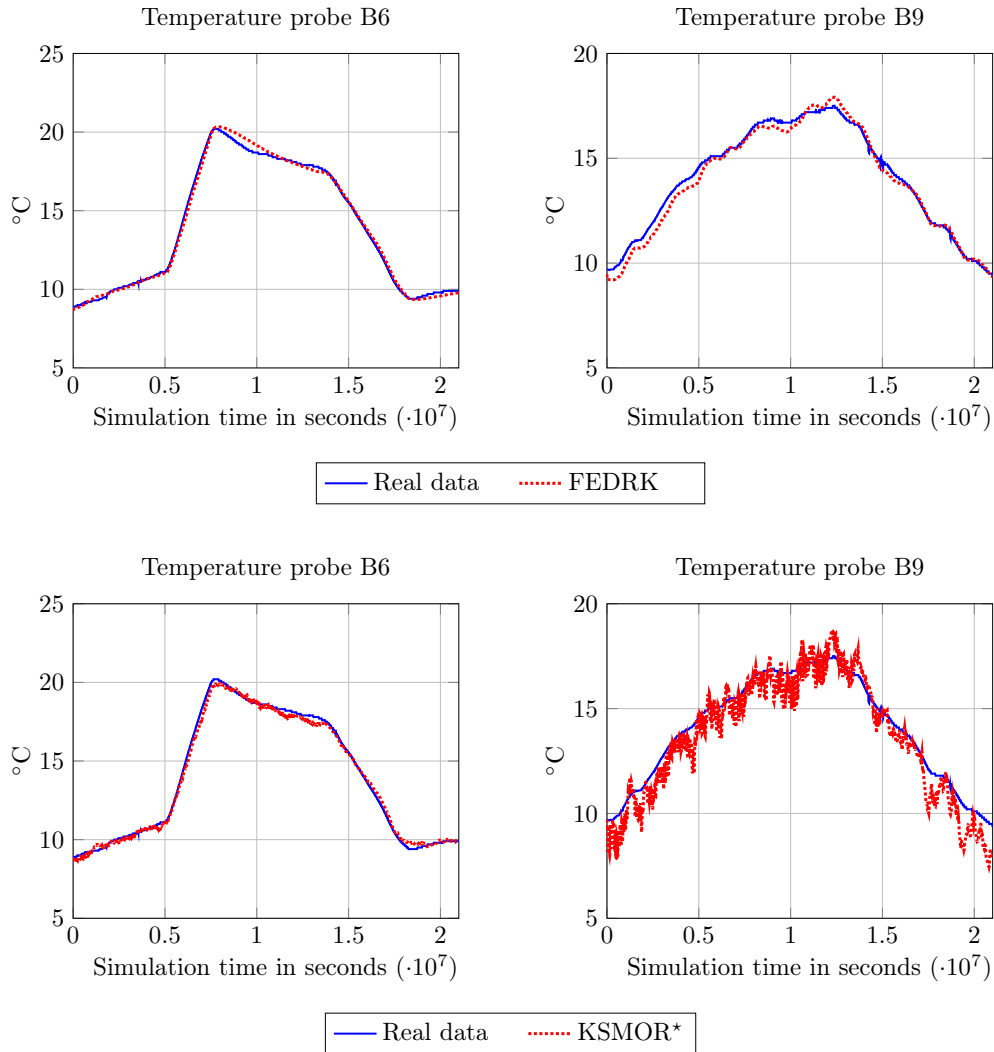 Temperature probe B6
Temperature probe B9
25
20
15
10
5
°C
0 0.5 1 1.5 2
Simulation time in seconds (·10⁷)
20
15
10
5
°C
0 0.5 1 1.5 2
Simulation time in seconds (·10⁷)
Real data FEDRK
Temperature probe B6
Temperature probe B9
25
20
15
10
5
°C
0 0.5 1 1.5 2
Simulation time in seconds (·10⁷)
20
15
10
5
°C
0 0.5 1 1.5 2
Simulation time in seconds (·10⁷)
Real data KSMOR⋆